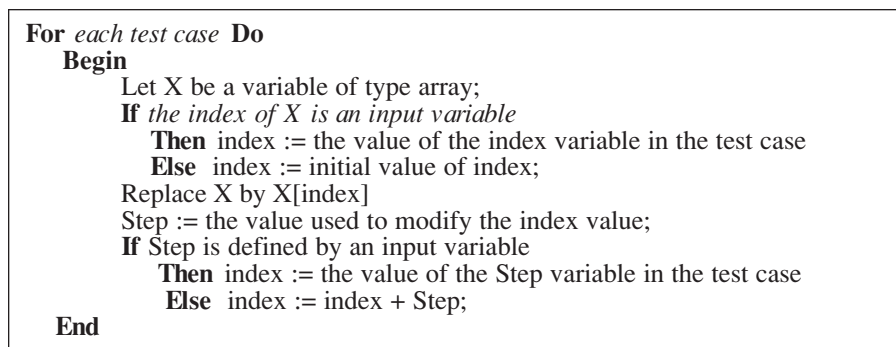 For each test case Do
Begin
Let X be a variable of type array;
If the index of X is an input variable
Then index := the value of the index variable in the test case
Else index := initial value of index;
Replace X by X[index]
Step := the value used to modify the index value;
If Step is defined by an input variable
Then index := the value of the Step variable in the test case
Else index := index + Step;
End